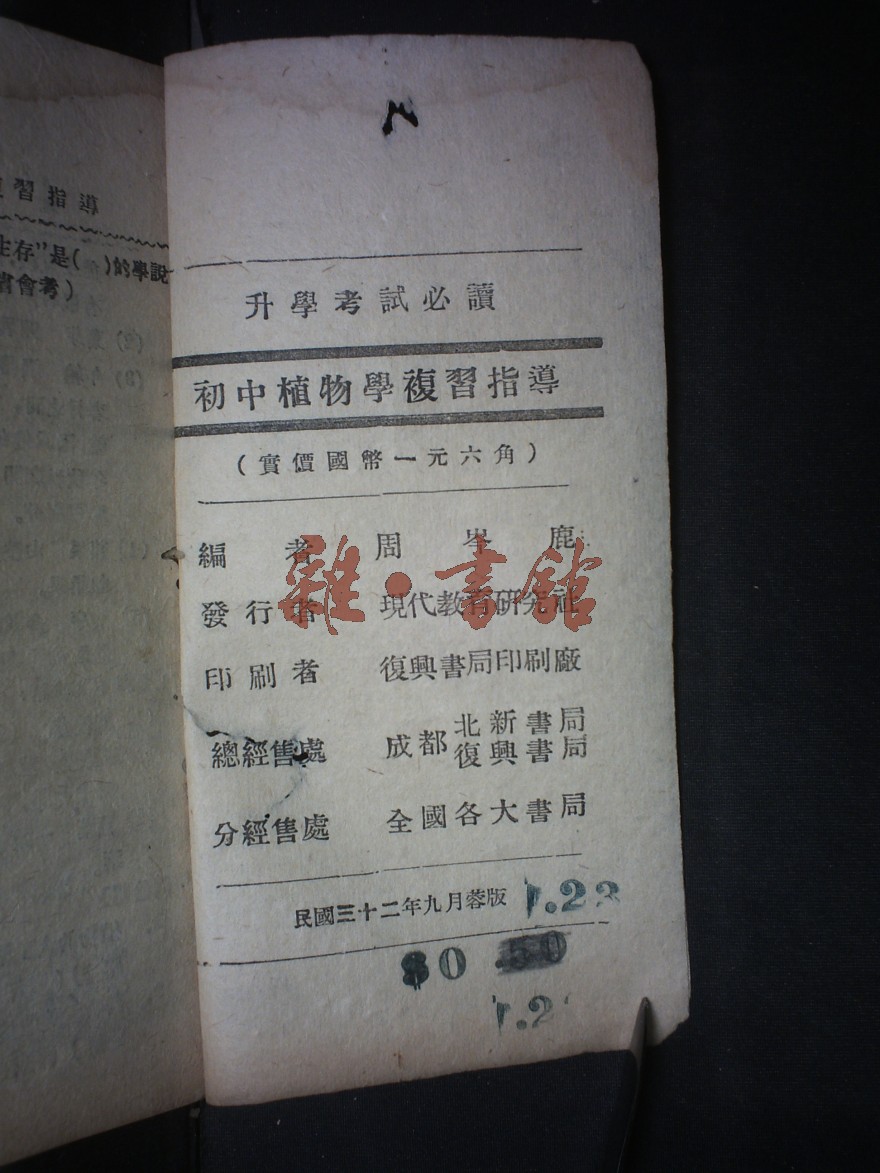 習指導
生存"是(　)的學說
省會考)
升學考試必讀
初中植物學複習指導
(實價國幣一元六角)
編者 周岑鹿
發行者 現代教育研究社
印刷者 復興書局印刷廠
總經售處 成都 北新書局
復興書局
分經售處 全國各大書局
民國三十二年九月蓉版
1.22
80 .50
1.2
雜·書館